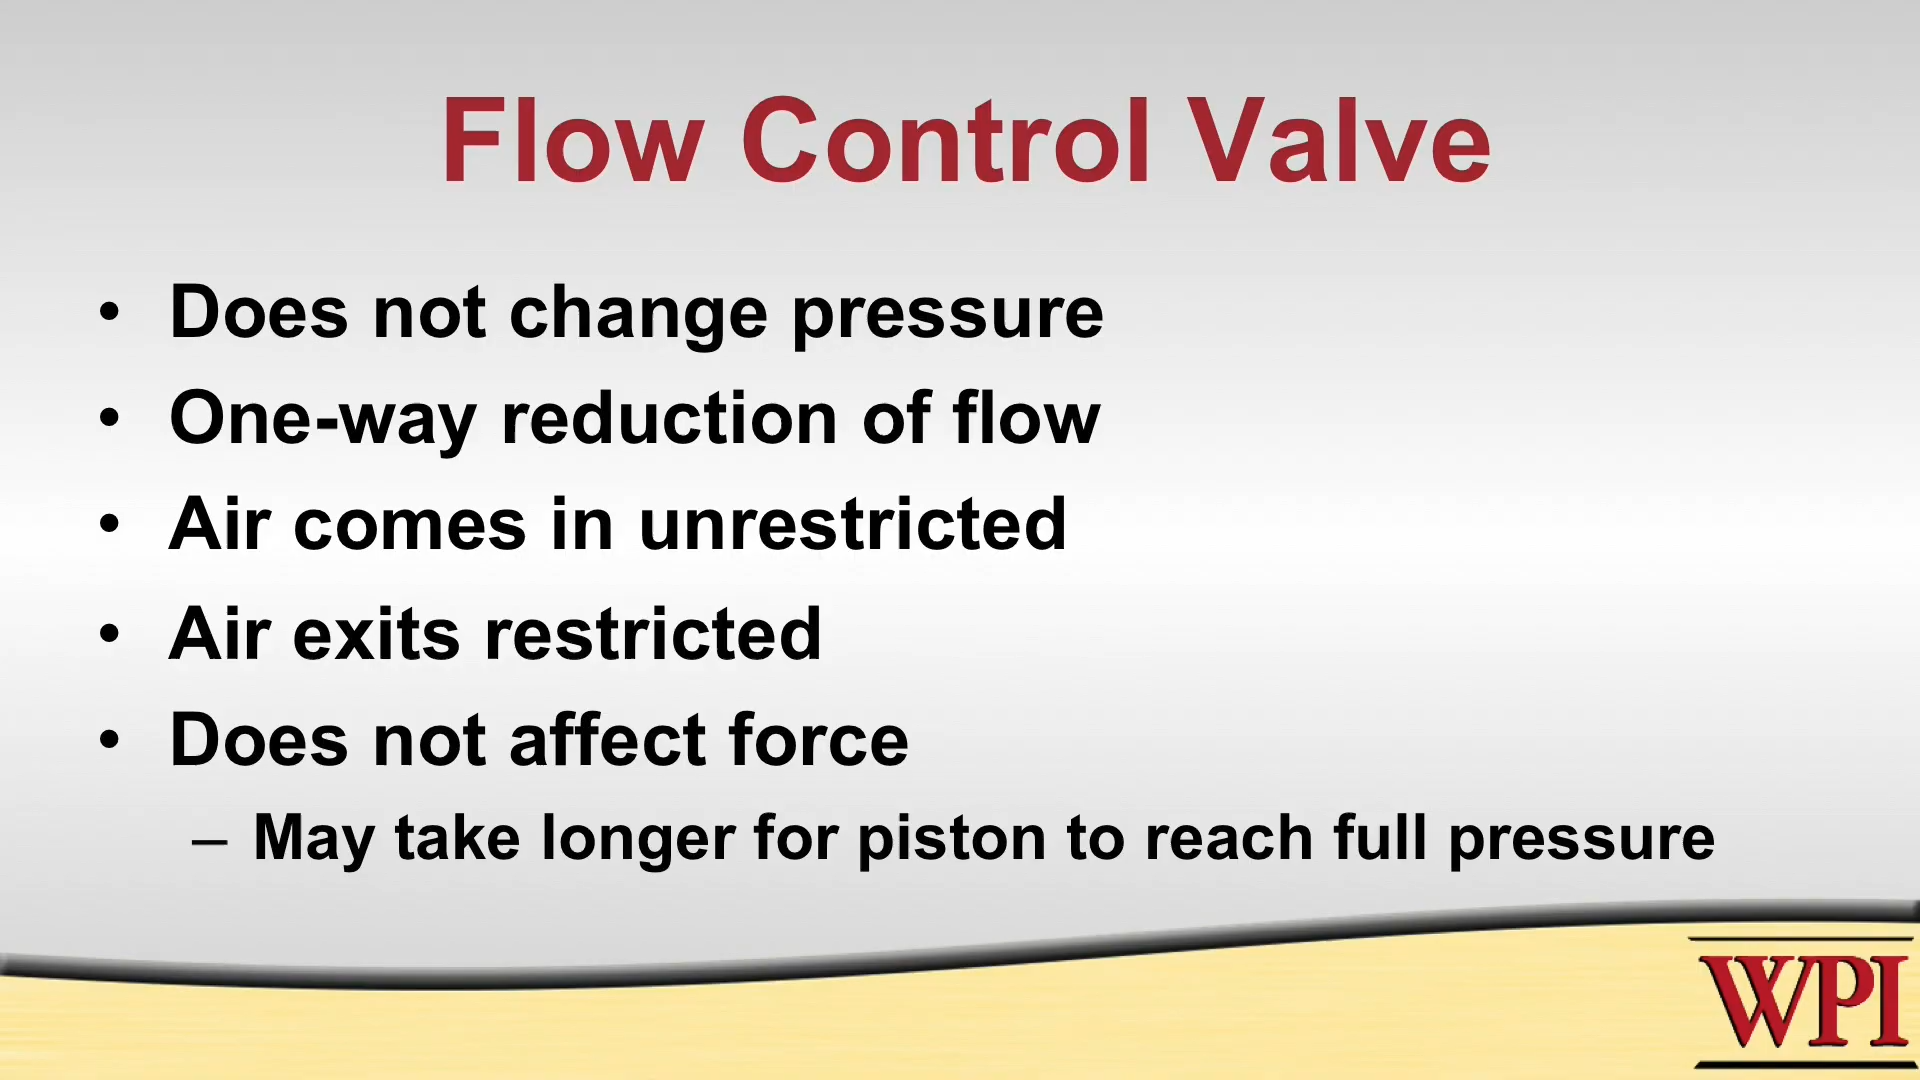 Flow Control Valve
• Does not change pressure
• One-way reduction of flow
• Air comes in unrestricted
• Air exits restricted
• Does not affect force
– May take longer for piston to reach full pressure
WPI